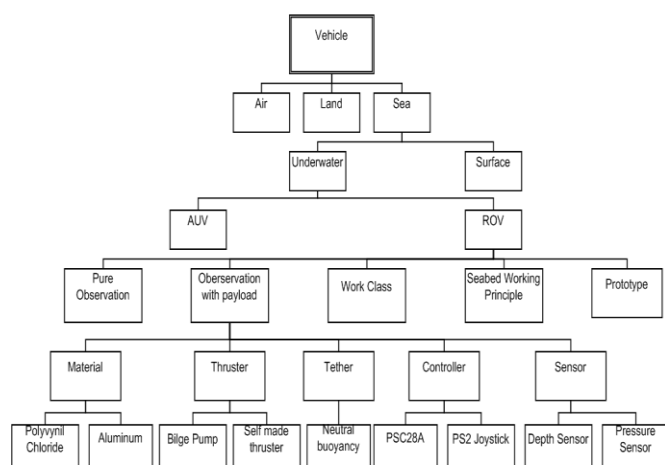 Vehicle
Air
Land
Sea
Underwater
Surface
AUV
ROV
Pure
Observation
Oberservation
with payload
Work Class
Seabed Working
Principle
Prototype
Material
Thruster
Tether
Controller
Sensor
Polyvynil
Chloride
Aluminum
Bilge Pump
Self made
thruster
Neutral
buoyancy
PSC28A
PS2 Joystick
Depth Sensor
Pressure
Sensor